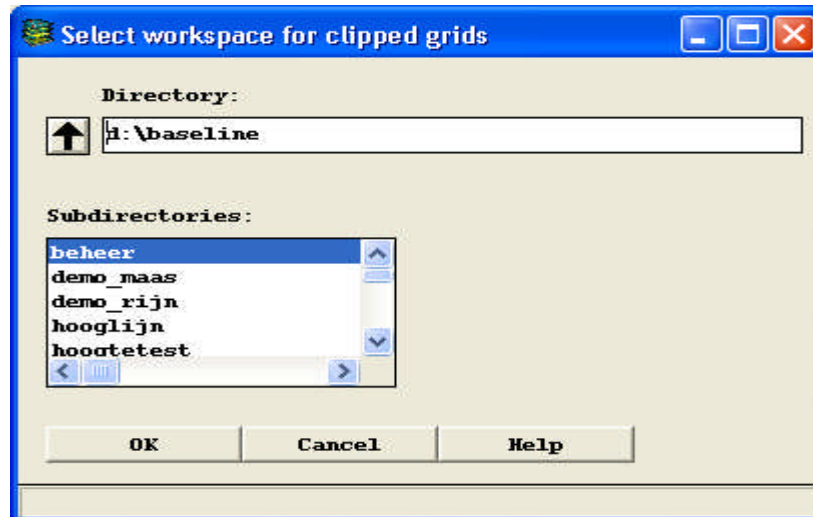 Select workspace for clipped grids
Directory:
d:\baseline
Subdirectories:
beheer
demo_maas
demo_rijn
hooglijn
hoogtetest
OK Cancel Help